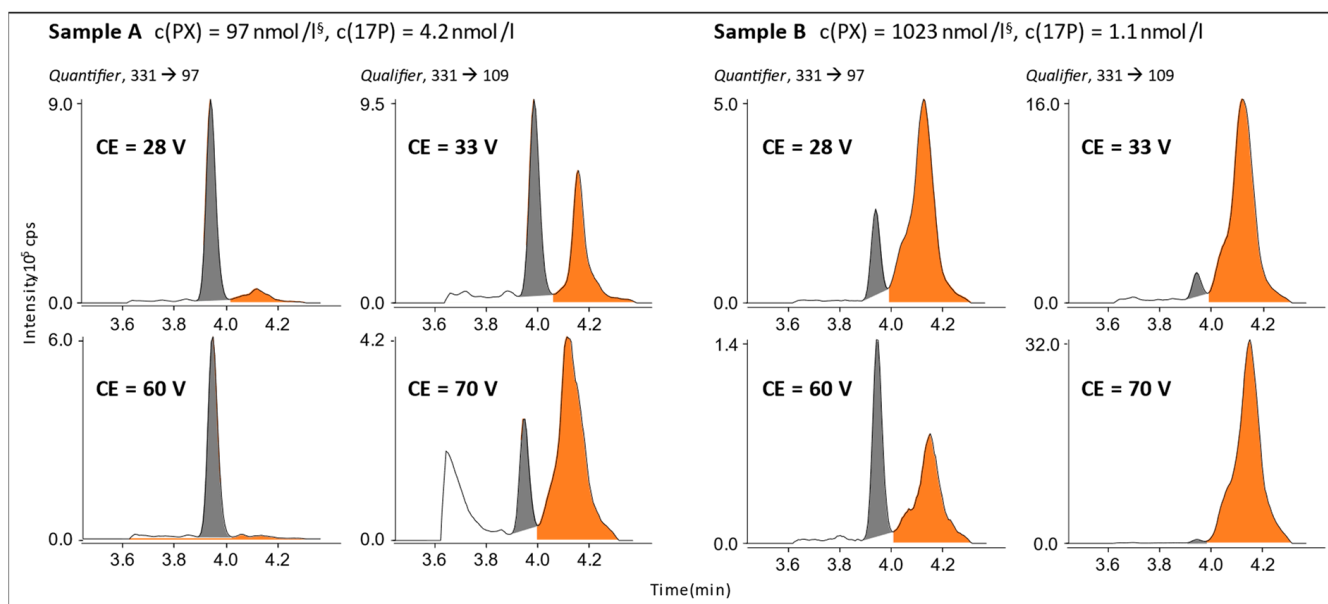 Sample A c(PX) = 97 nmol/l§, c(17P) = 4.2 nmol/l
Sample B c(PX) = 1023 nmol/l§, c(17P) = 1.1 nmol/l
Quantifier, 331 → 97
Qualifier, 331 → 109
Quantifier, 331 → 97
Qualifier, 331 → 109
9.0
9.5
5.0
16.0
CE = 28 V
CE = 33 V
CE = 28 V
CE = 33 V
0.0
0.0
0.0
0.0
3.6 3.8 4.0 4.2
3.6 3.8 4.0 4.2
3.6 3.8 4.0 4.2
3.6 3.8 4.0 4.2
6.0
4.2
1.4
32.0
CE = 60 V
CE = 70 V
CE = 60 V
CE = 70 V
0.0
0.0
0.0
0.0
3.6 3.8 4.0 4.2
3.6 3.8 4.0 4.2
3.6 3.8 4.0 4.2
3.6 3.8 4.0 4.2
Time(min)